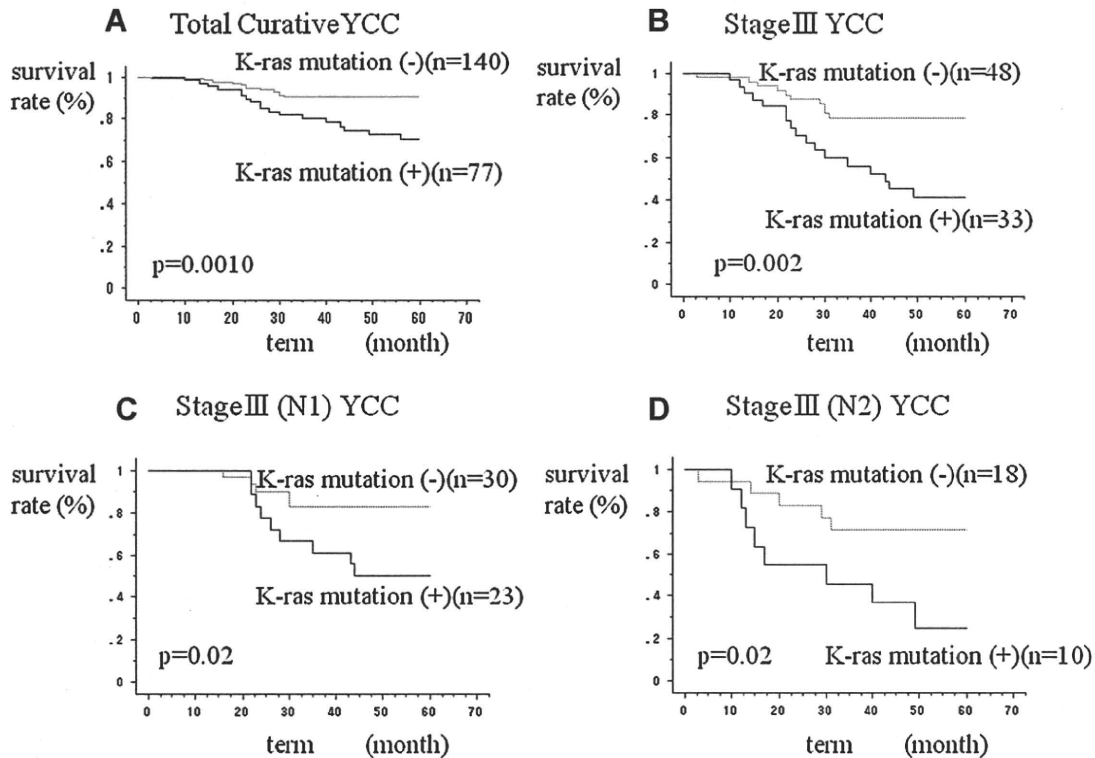 A Total Curative YCC
survival
rate (%)
K-ras mutation (-)(n=140)
K-ras mutation (+)(n=77)
1
.8
.6
.4
.2
0
p=0.0010
0 10 20 30 40 50 60 70
term (month)
B StageⅢ YCC
survival
rate (%)
K-ras mutation (-)(n=48)
K-ras mutation (+)(n=33)
1
.8
.6
.4
.2
0
p=0.002
0 10 20 30 40 50 60 70
term (month)
C StageⅢ (N1) YCC
survival
rate (%)
K-ras mutation (-)(n=30)
K-ras mutation (+)(n=23)
1
.8
.6
.4
.2
0
p=0.02
0 10 20 30 40 50 60 70
term (month)
D StageⅢ (N2) YCC
survival
rate (%)
K-ras mutation (-)(n=18)
1
.8
.6
.4
.2
0
p=0.02 K-ras mutation (+)(n=10)
0 10 20 30 40 50 60 70
term (month)